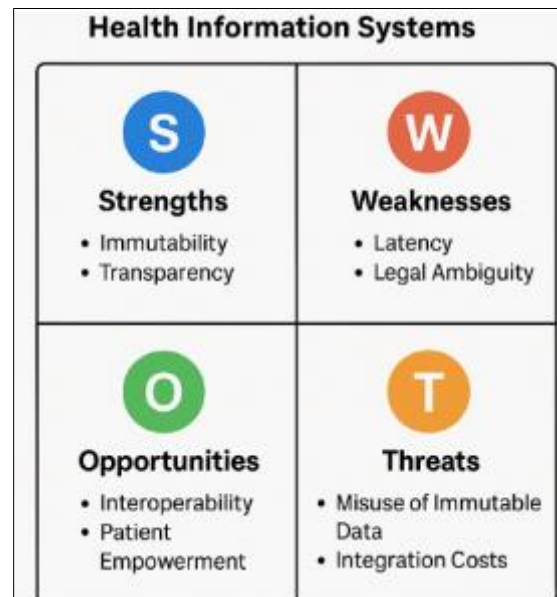 Health Information Systems
S
Strengths
• Immutability
• Transparency
W
Weaknesses
• Latency
• Legal Ambiguity
O
Opportunities
• Interoperability
• Patient
Empowerment
T
Threats
• Misuse of Immutable
Data
• Integration Costs